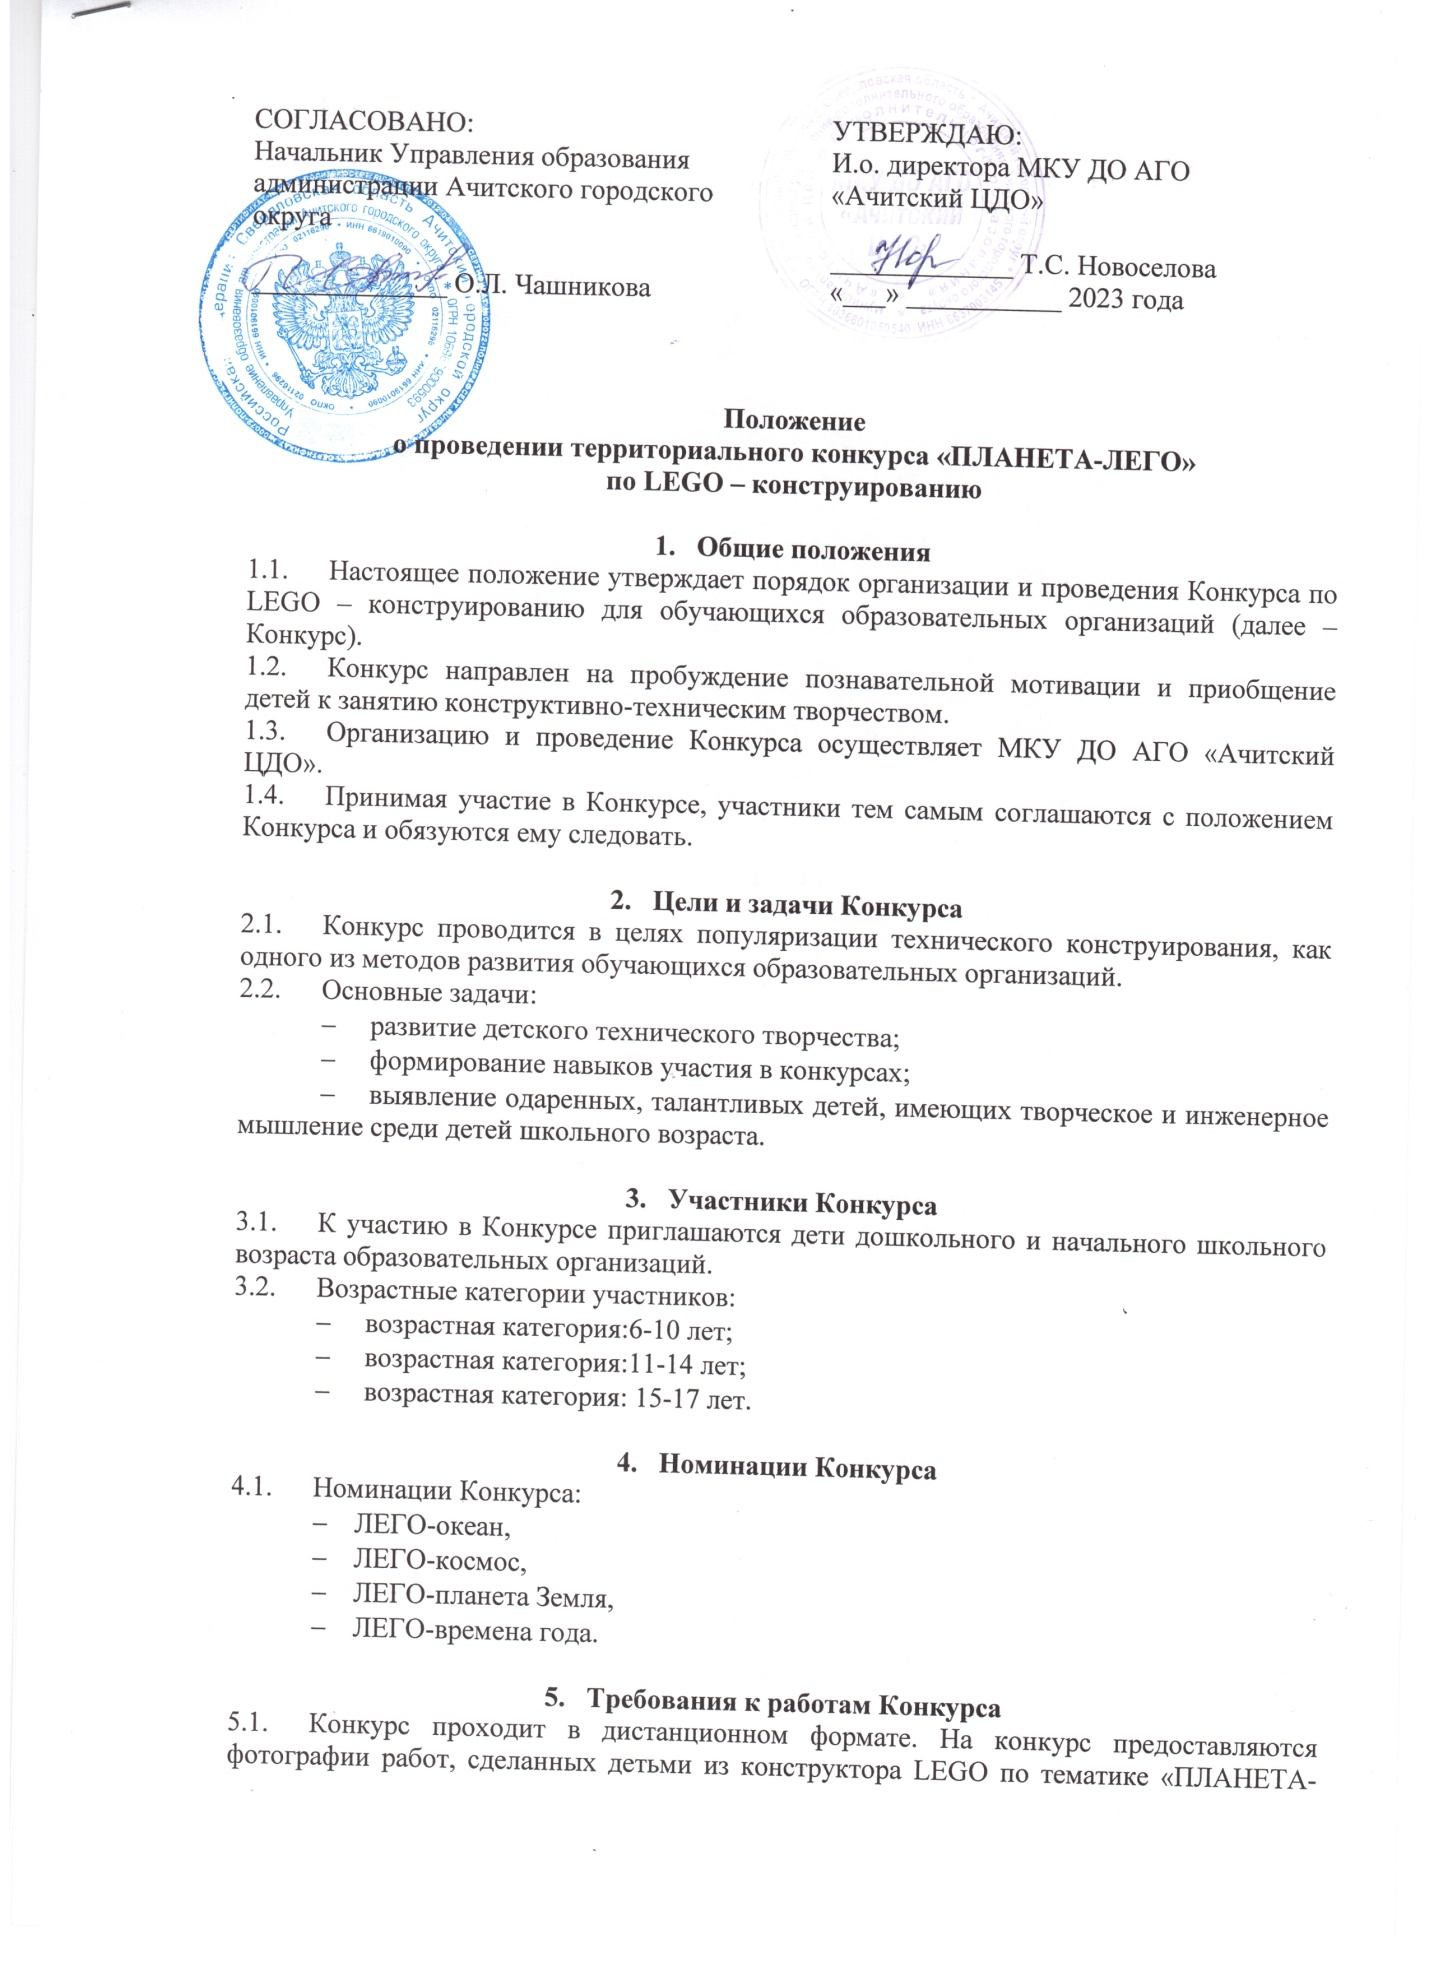 СОГЛАСОВАНО:
Начальник Управления образования
администрации Ачитского городского
округа
______________ О.Л. Чашникова
УТВЕРЖДАЮ:
И.о. директора МКУ ДО АГО
«Ачитский ЦДО»
_____________ Т.С. Новоселова
«___» ___________ 2023 года
Положение
о проведении территориального конкурса «ПЛАНЕТА-ЛЕГО»
по LEGO – конструированию
1. Общие положения
1.1. Настоящее положение утверждает порядок организации и проведения Конкурса по
LEGO – конструированию для обучающихся образовательных организаций (далее –
Конкурс).
1.2. Конкурс направлен на пробуждение познавательной мотивации и приобщение
детей к занятию конструктивно-техническим творчеством.
1.3. Организацию и проведение Конкурса осуществляет МКУ ДО АГО «Ачитский
ЦДО».
1.4. Принимая участие в Конкурсе, участники тем самым соглашаются с положением
Конкурса и обязуются ему следовать.
2. Цели и задачи Конкурса
2.1. Конкурс проводится в целях популяризации технического конструирования, как
одного из методов развития обучающихся образовательных организаций.
2.2. Основные задачи:
– развитие детского технического творчества;
– формирование навыков участия в конкурсах;
– выявление одаренных, талантливых детей, имеющих творческое и инженерное
мышление среди детей школьного возраста.
3. Участники Конкурса
3.1. К участию в Конкурсе приглашаются дети дошкольного и начального школьного
возраста образовательных организаций.
3.2. Возрастные категории участников:
– возрастная категория:6-10 лет;
– возрастная категория:11-14 лет;
– возрастная категория: 15-17 лет.
4. Номинации Конкурса
4.1. Номинации Конкурса:
– ЛЕГО-океан,
– ЛЕГО-космос,
– ЛЕГО-планета Земля,
– ЛЕГО-времена года.
5. Требования к работам Конкурса
5.1. Конкурс проходит в дистанционном формате. На конкурс предоставляются
фотографии работ, сделанных детьми из конструктора LEGO по тематике «ПЛАНЕТА-